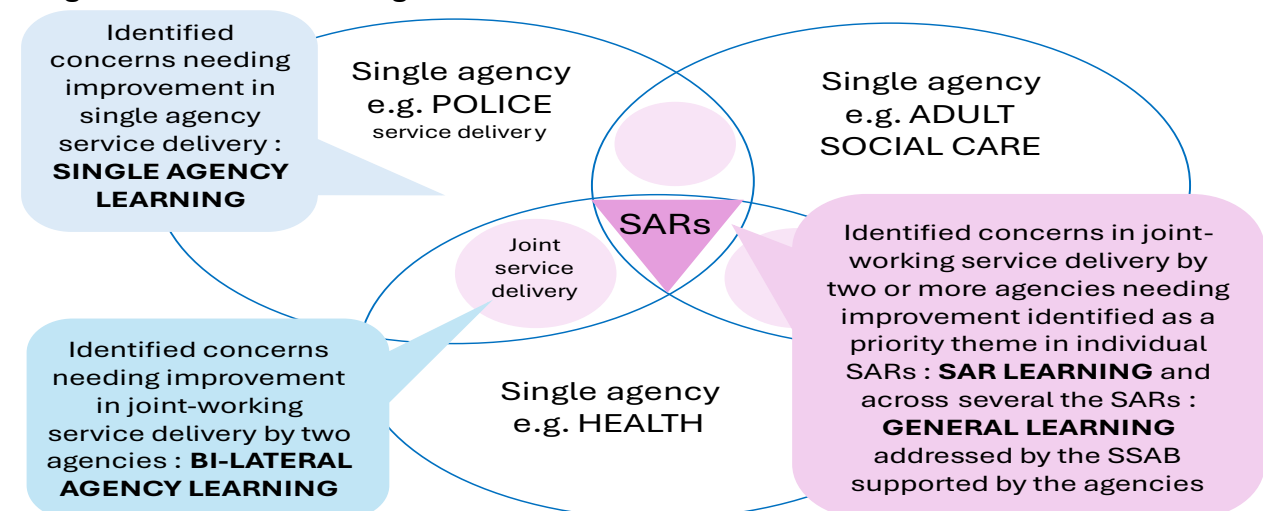 Identified
concerns needing
improvement in
single agency
service delivery :
SINGLE AGENCY
LEARNING
Single agency
e.g. POLICE
service delivery
Single agency
e.g. ADULT
SOCIAL CARE
SARs
Joint
service
delivery
Identified concerns in joint-
working service delivery by
two or more agencies needing
improvement identified as a
priority theme in individual
SARs : SAR LEARNING and
across several the SARs :
GENERAL LEARNING
addressed by the SSAB
supported by the agencies
Identified concerns
needing improvement
in joint-working
service delivery by two
agencies : BI-LATERAL
AGENCY LEARNING
Single agency
e.g. HEALTH